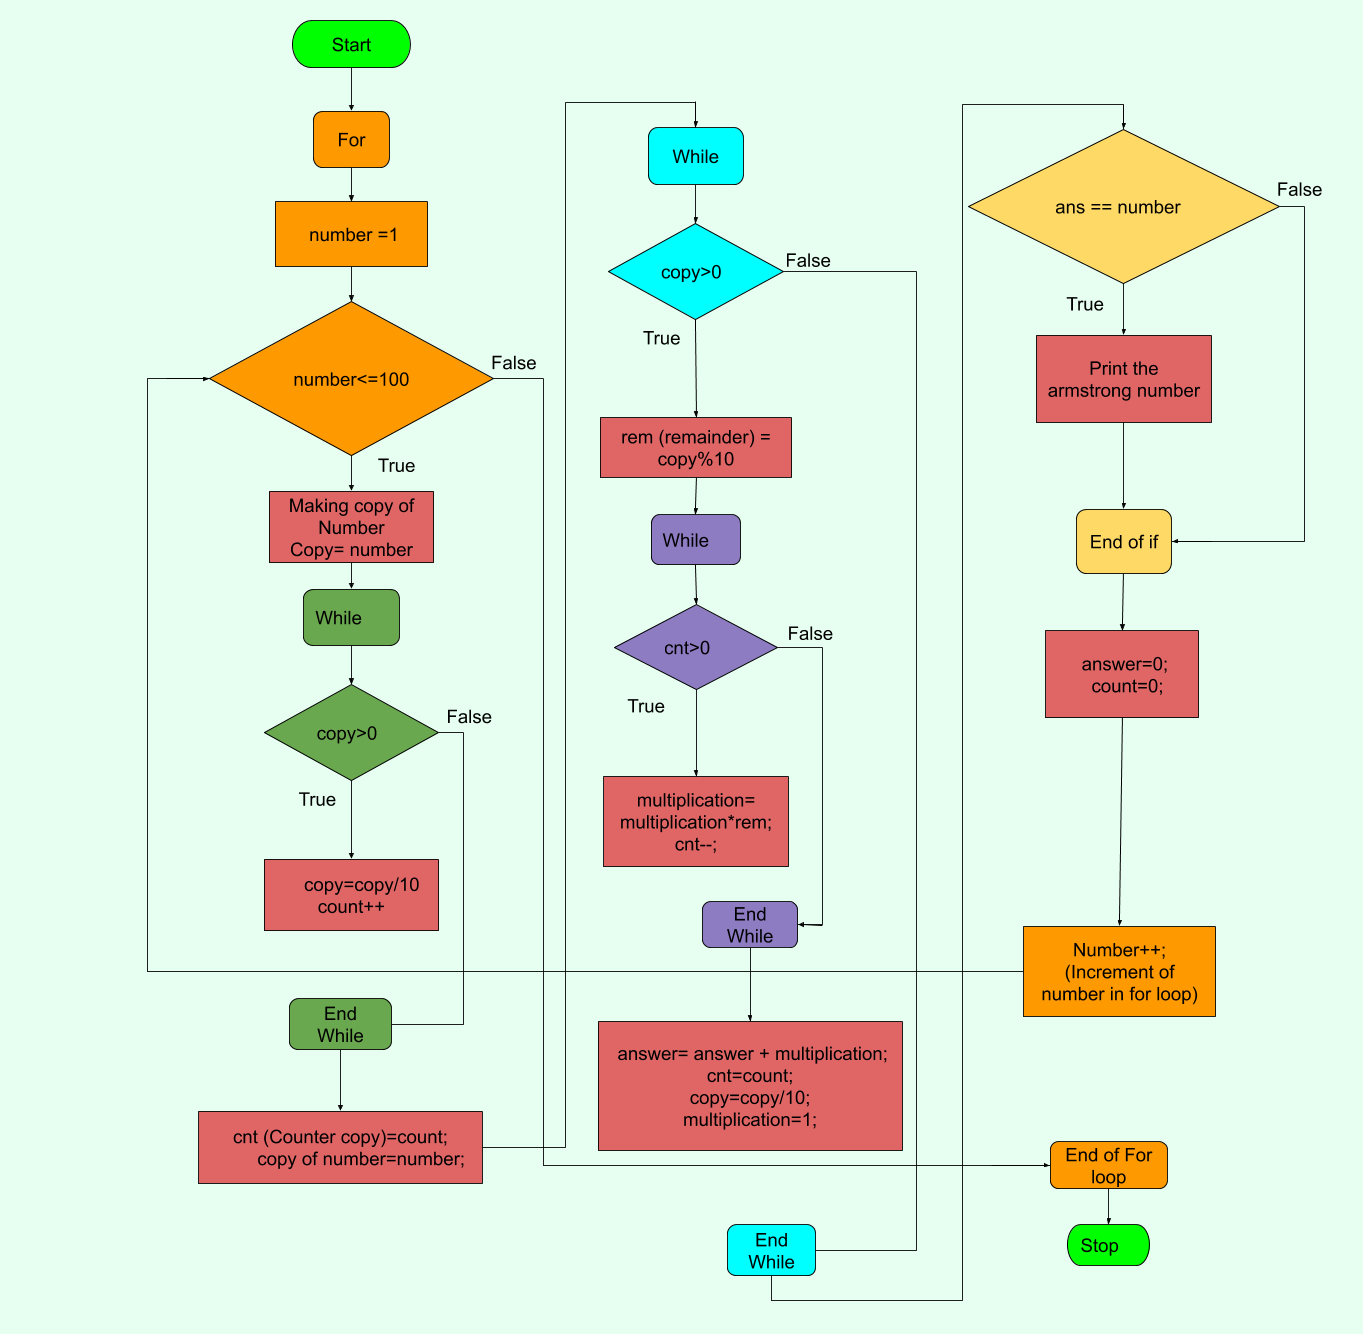 Start
For
number =1
number<=100
False
True
Making copy of
Number
Copy= number
While
copy>0
False
True
copy=copy/10
count++
End
While
cnt (Counter copy)=count;
copy of number=number;
While
copy>0
False
True
rem (remainder) =
copy%10
While
cnt>0
False
True
multiplication=
multiplication*rem;
cnt--;
End
While
answer= answer + multiplication;
cnt=count;
copy=copy/10;
multiplication=1;
End
While
ans == number
False
True
Print the
armstrong number
End of if
answer=0;
count=0;
Number++;
(Increment of
number in for loop)
End of For
loop
Stop